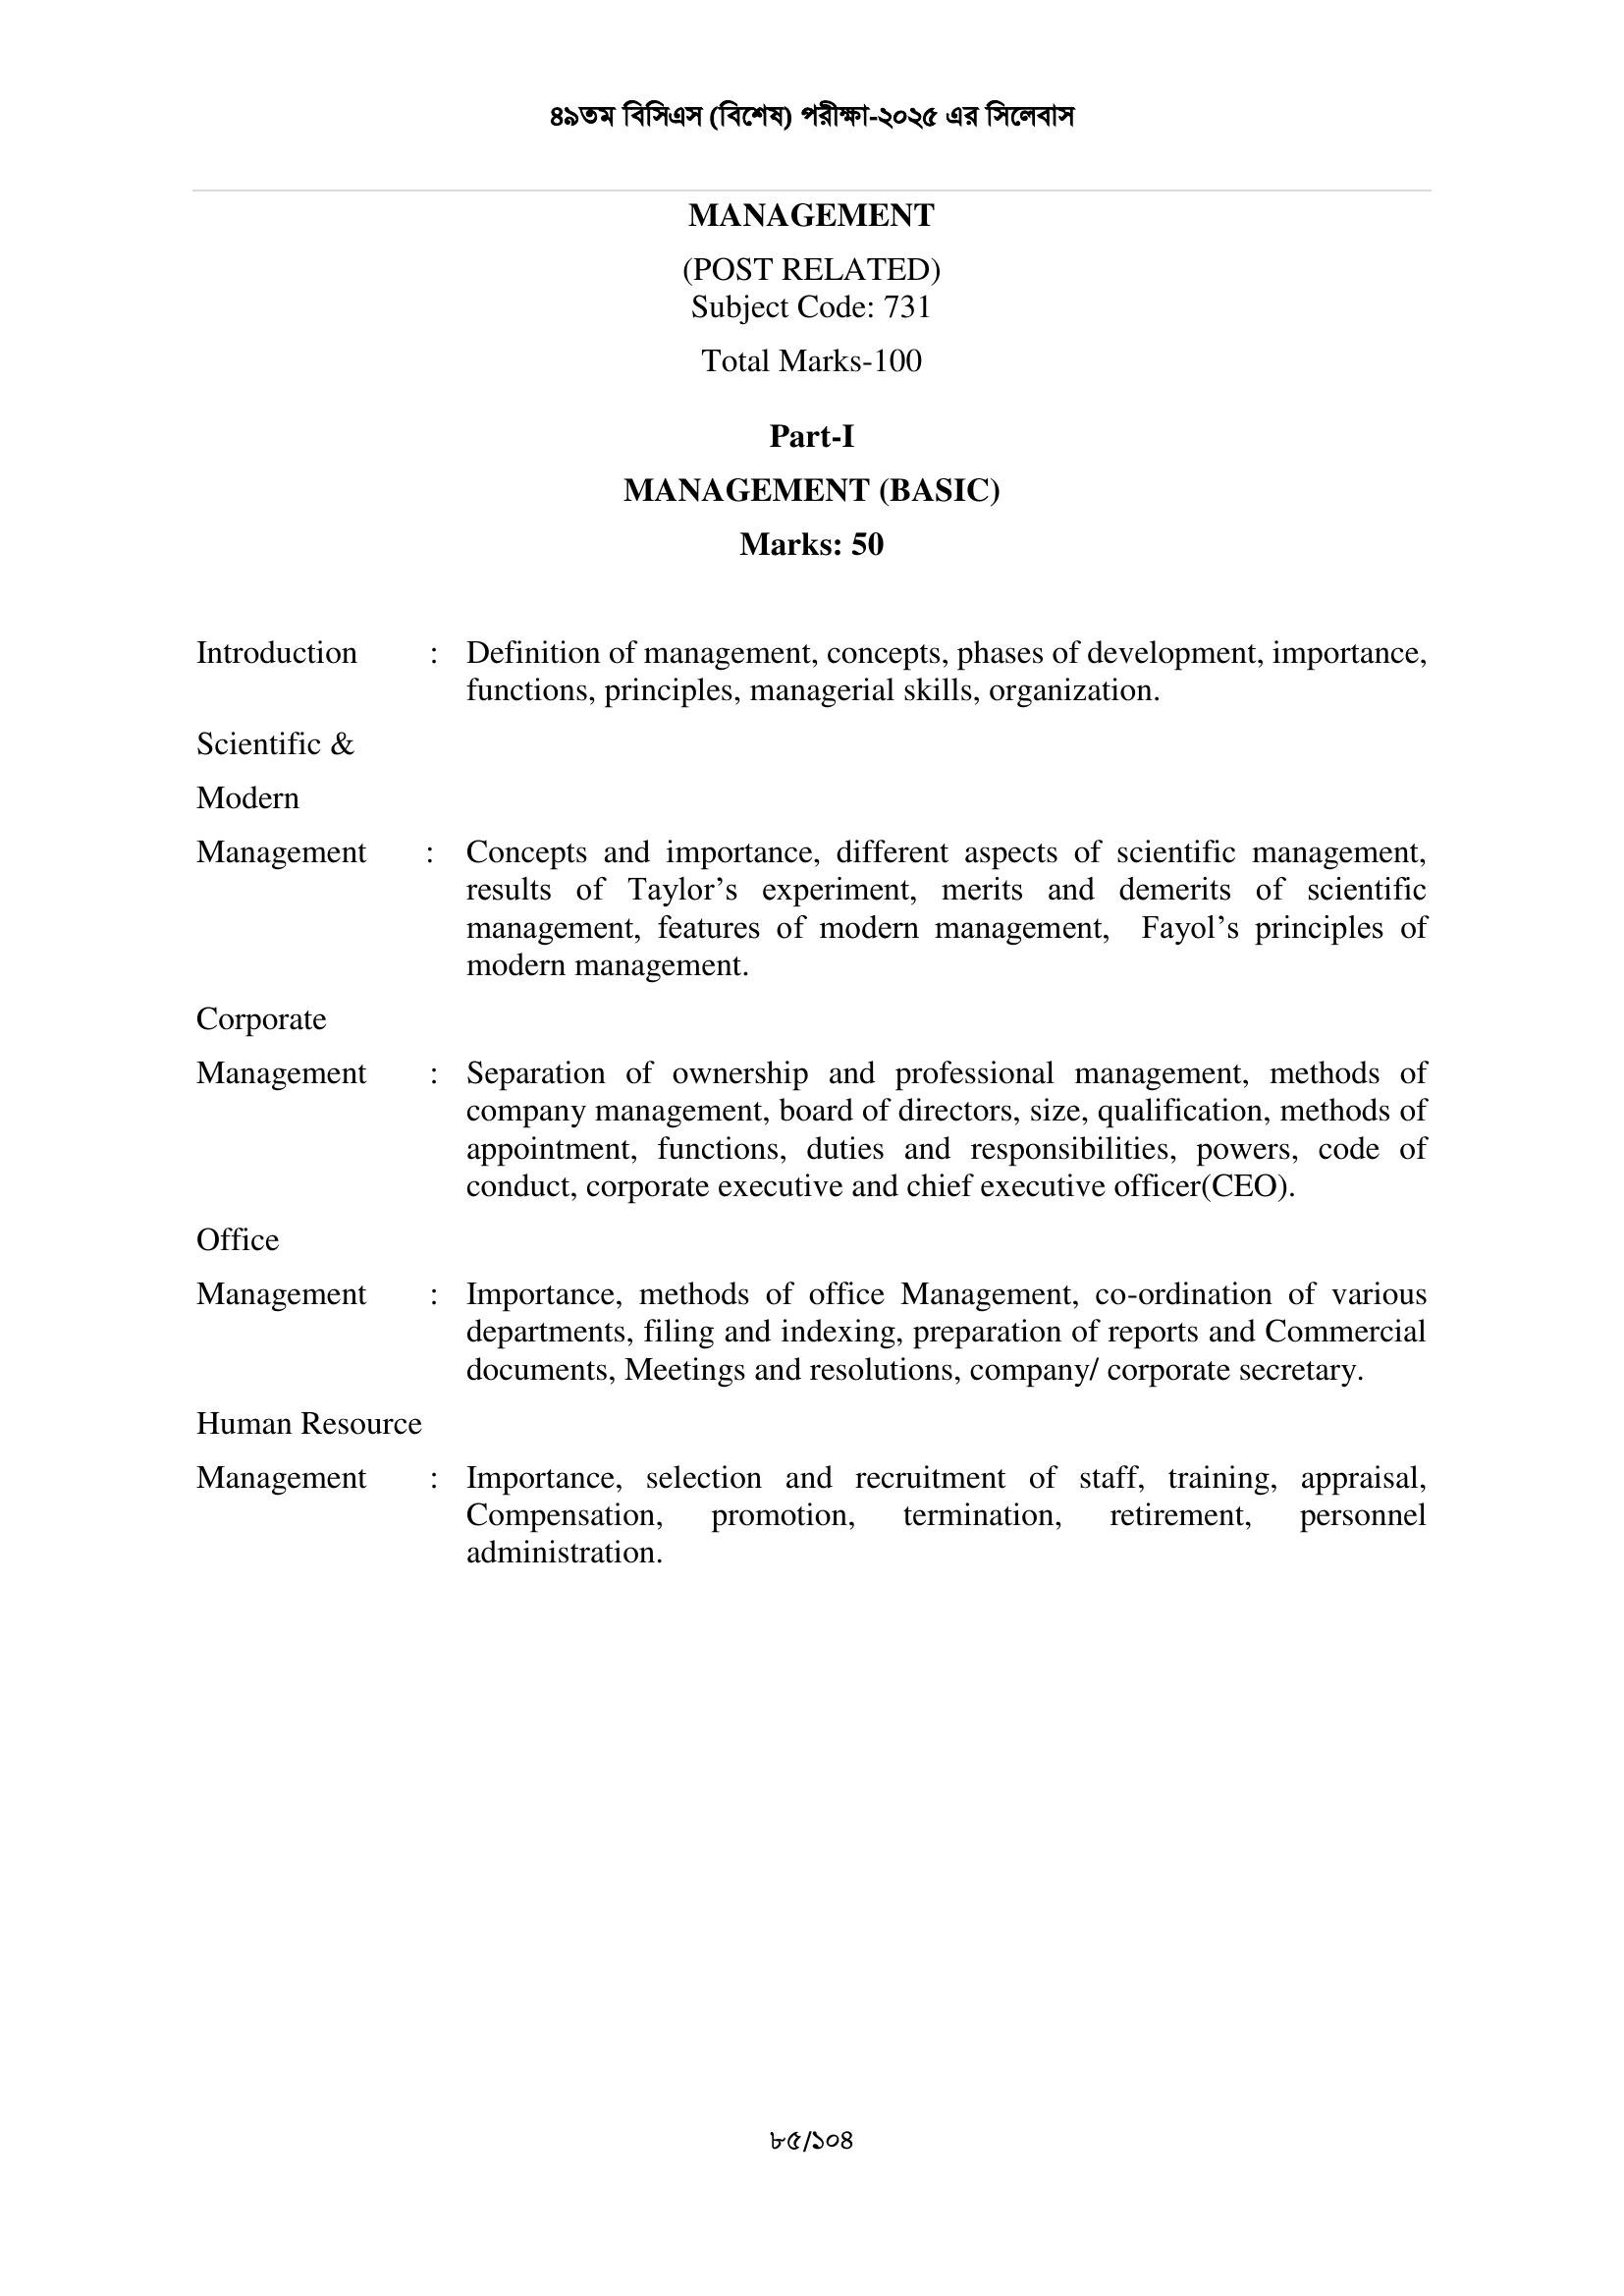 ৪৯তম বিসিএস (বিশেষ) পরীক্ষা-২০২৫ এর সিলেবাস
MANAGEMENT
(POST RELATED)
Subject Code: 731
Total Marks-100
Part-I
MANAGEMENT (BASIC)
Marks: 50
Introduction : Definition of management, concepts, phases of development, importance,
functions, principles, managerial skills, organization.
Scientific &
Modern
Management : Concepts and importance, different aspects of scientific management,
results of Taylor’s experiment, merits and demerits of scientific
management, features of modern management, Fayol’s principles of
modern management.
Corporate
Management : Separation of ownership and professional management, methods of
company management, board of directors, size, qualification, methods of
appointment, functions, duties and responsibilities, powers, code of
conduct, corporate executive and chief executive officer(CEO).
Office
Management : Importance, methods of office Management, co-ordination of various
departments, filing and indexing, preparation of reports and Commercial
documents, Meetings and resolutions, company/ corporate secretary.
Human Resource
Management : Importance, selection and recruitment of staff, training, appraisal,
Compensation, promotion, termination, retirement, personnel
administration.
৮৫/১০৪